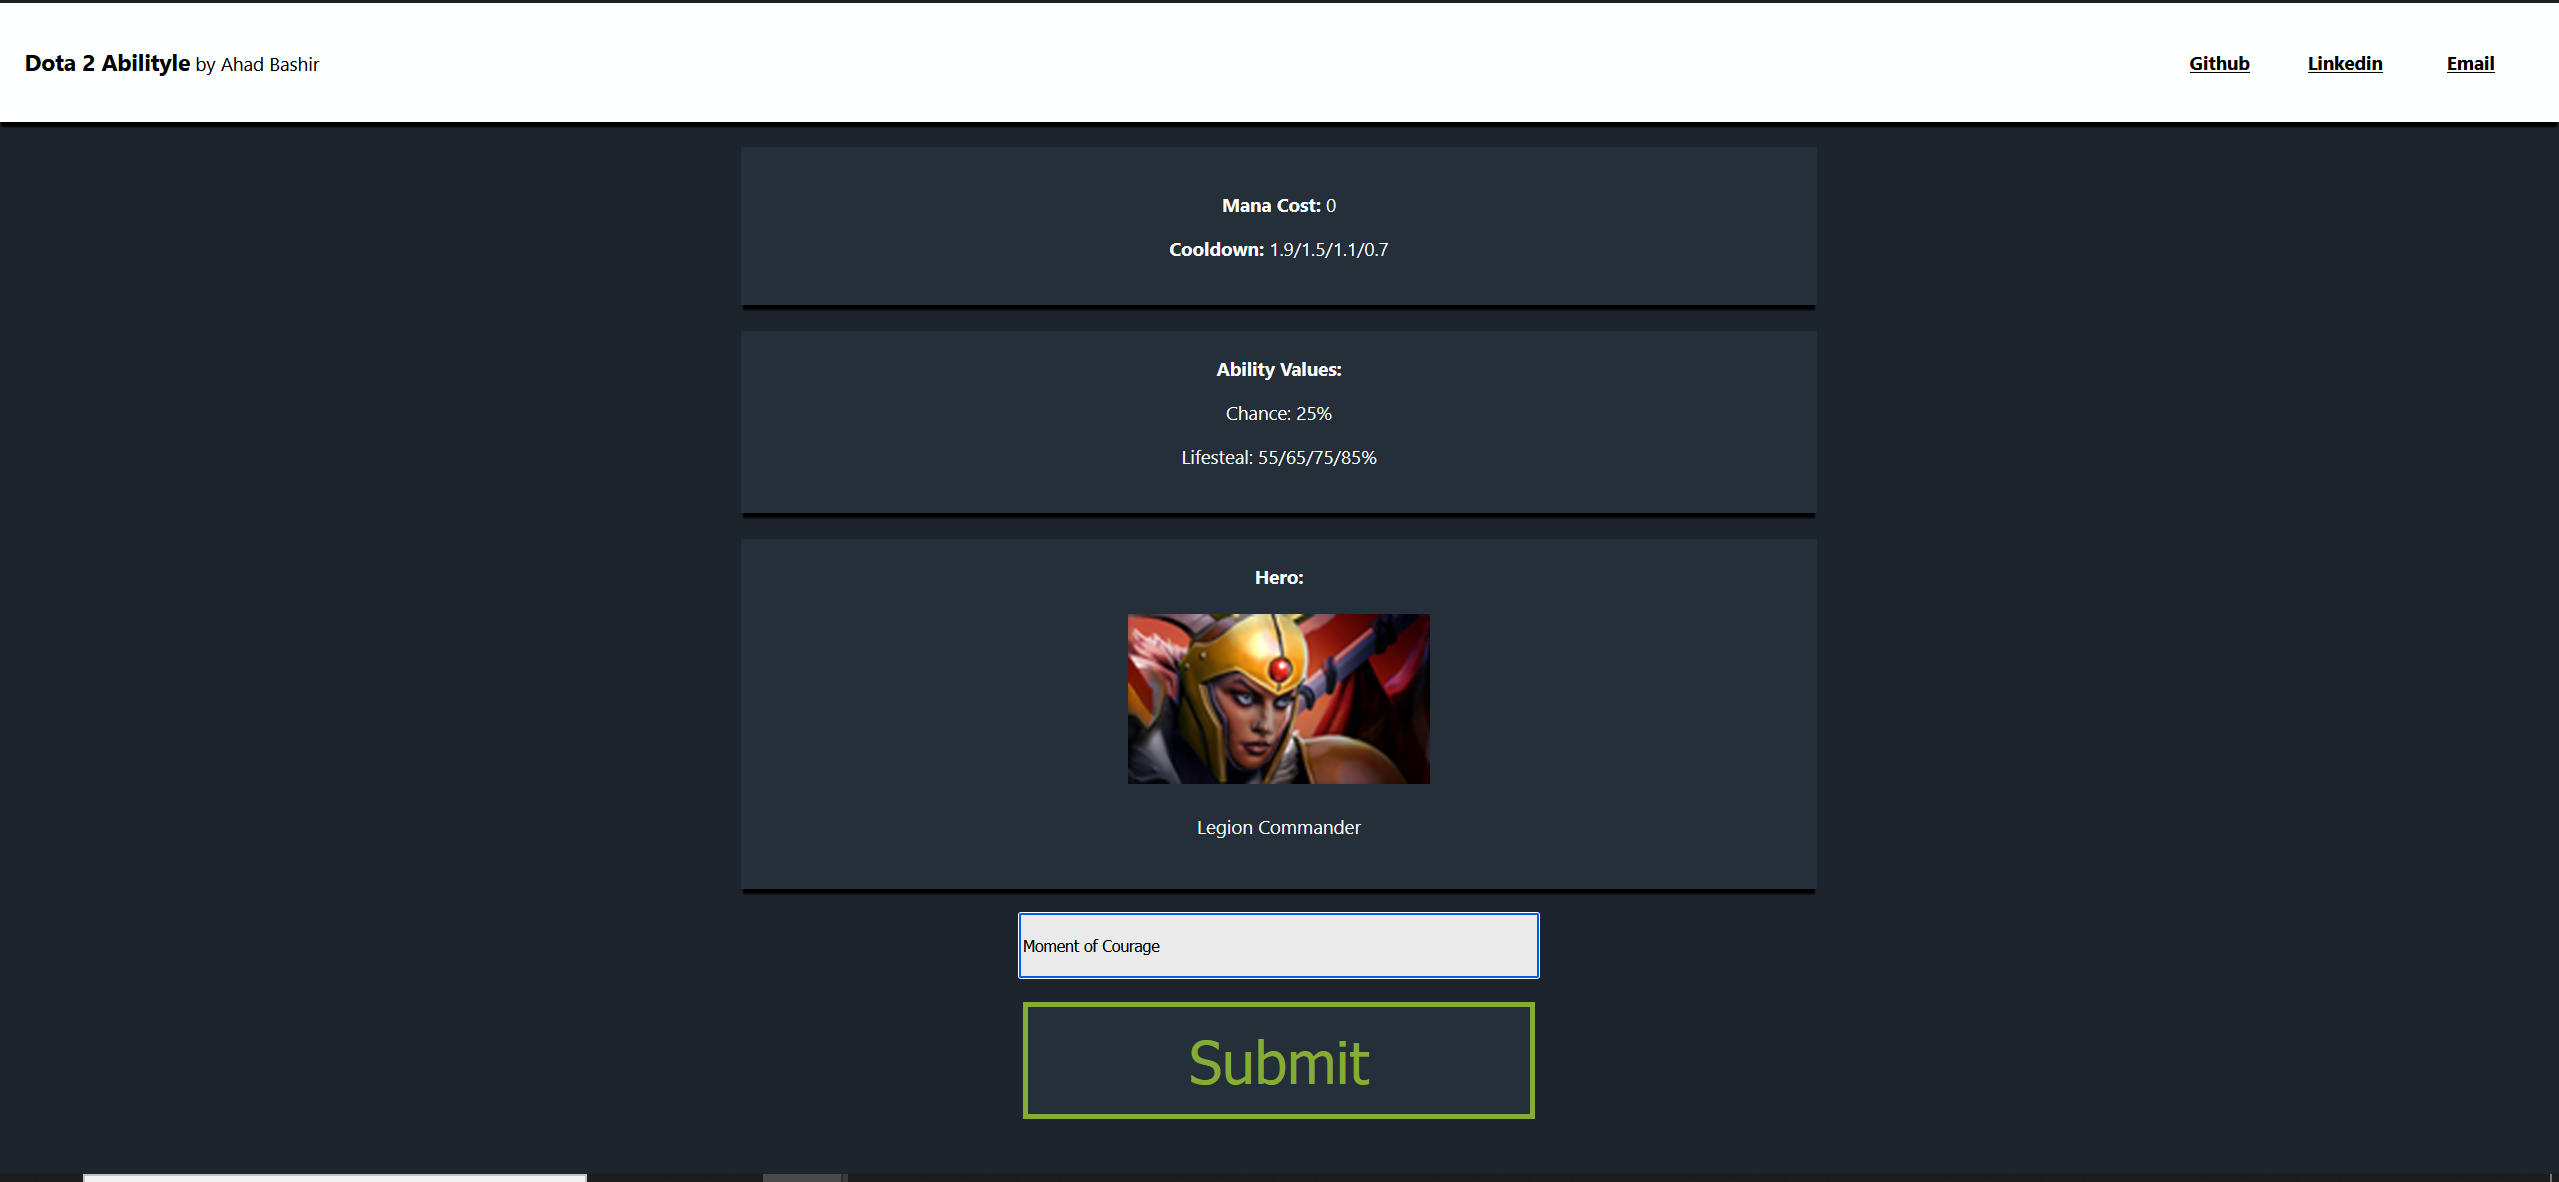 Dota 2 Abilityle by Ahad Bashir
Github Linkedin Email
Mana Cost: 0
Cooldown: 1.9/1.5/1.1/0.7
Ability Values:
Chance: 25%
Lifesteal: 55/65/75/85%
Hero:
Legion Commander
Moment of Courage
Submit